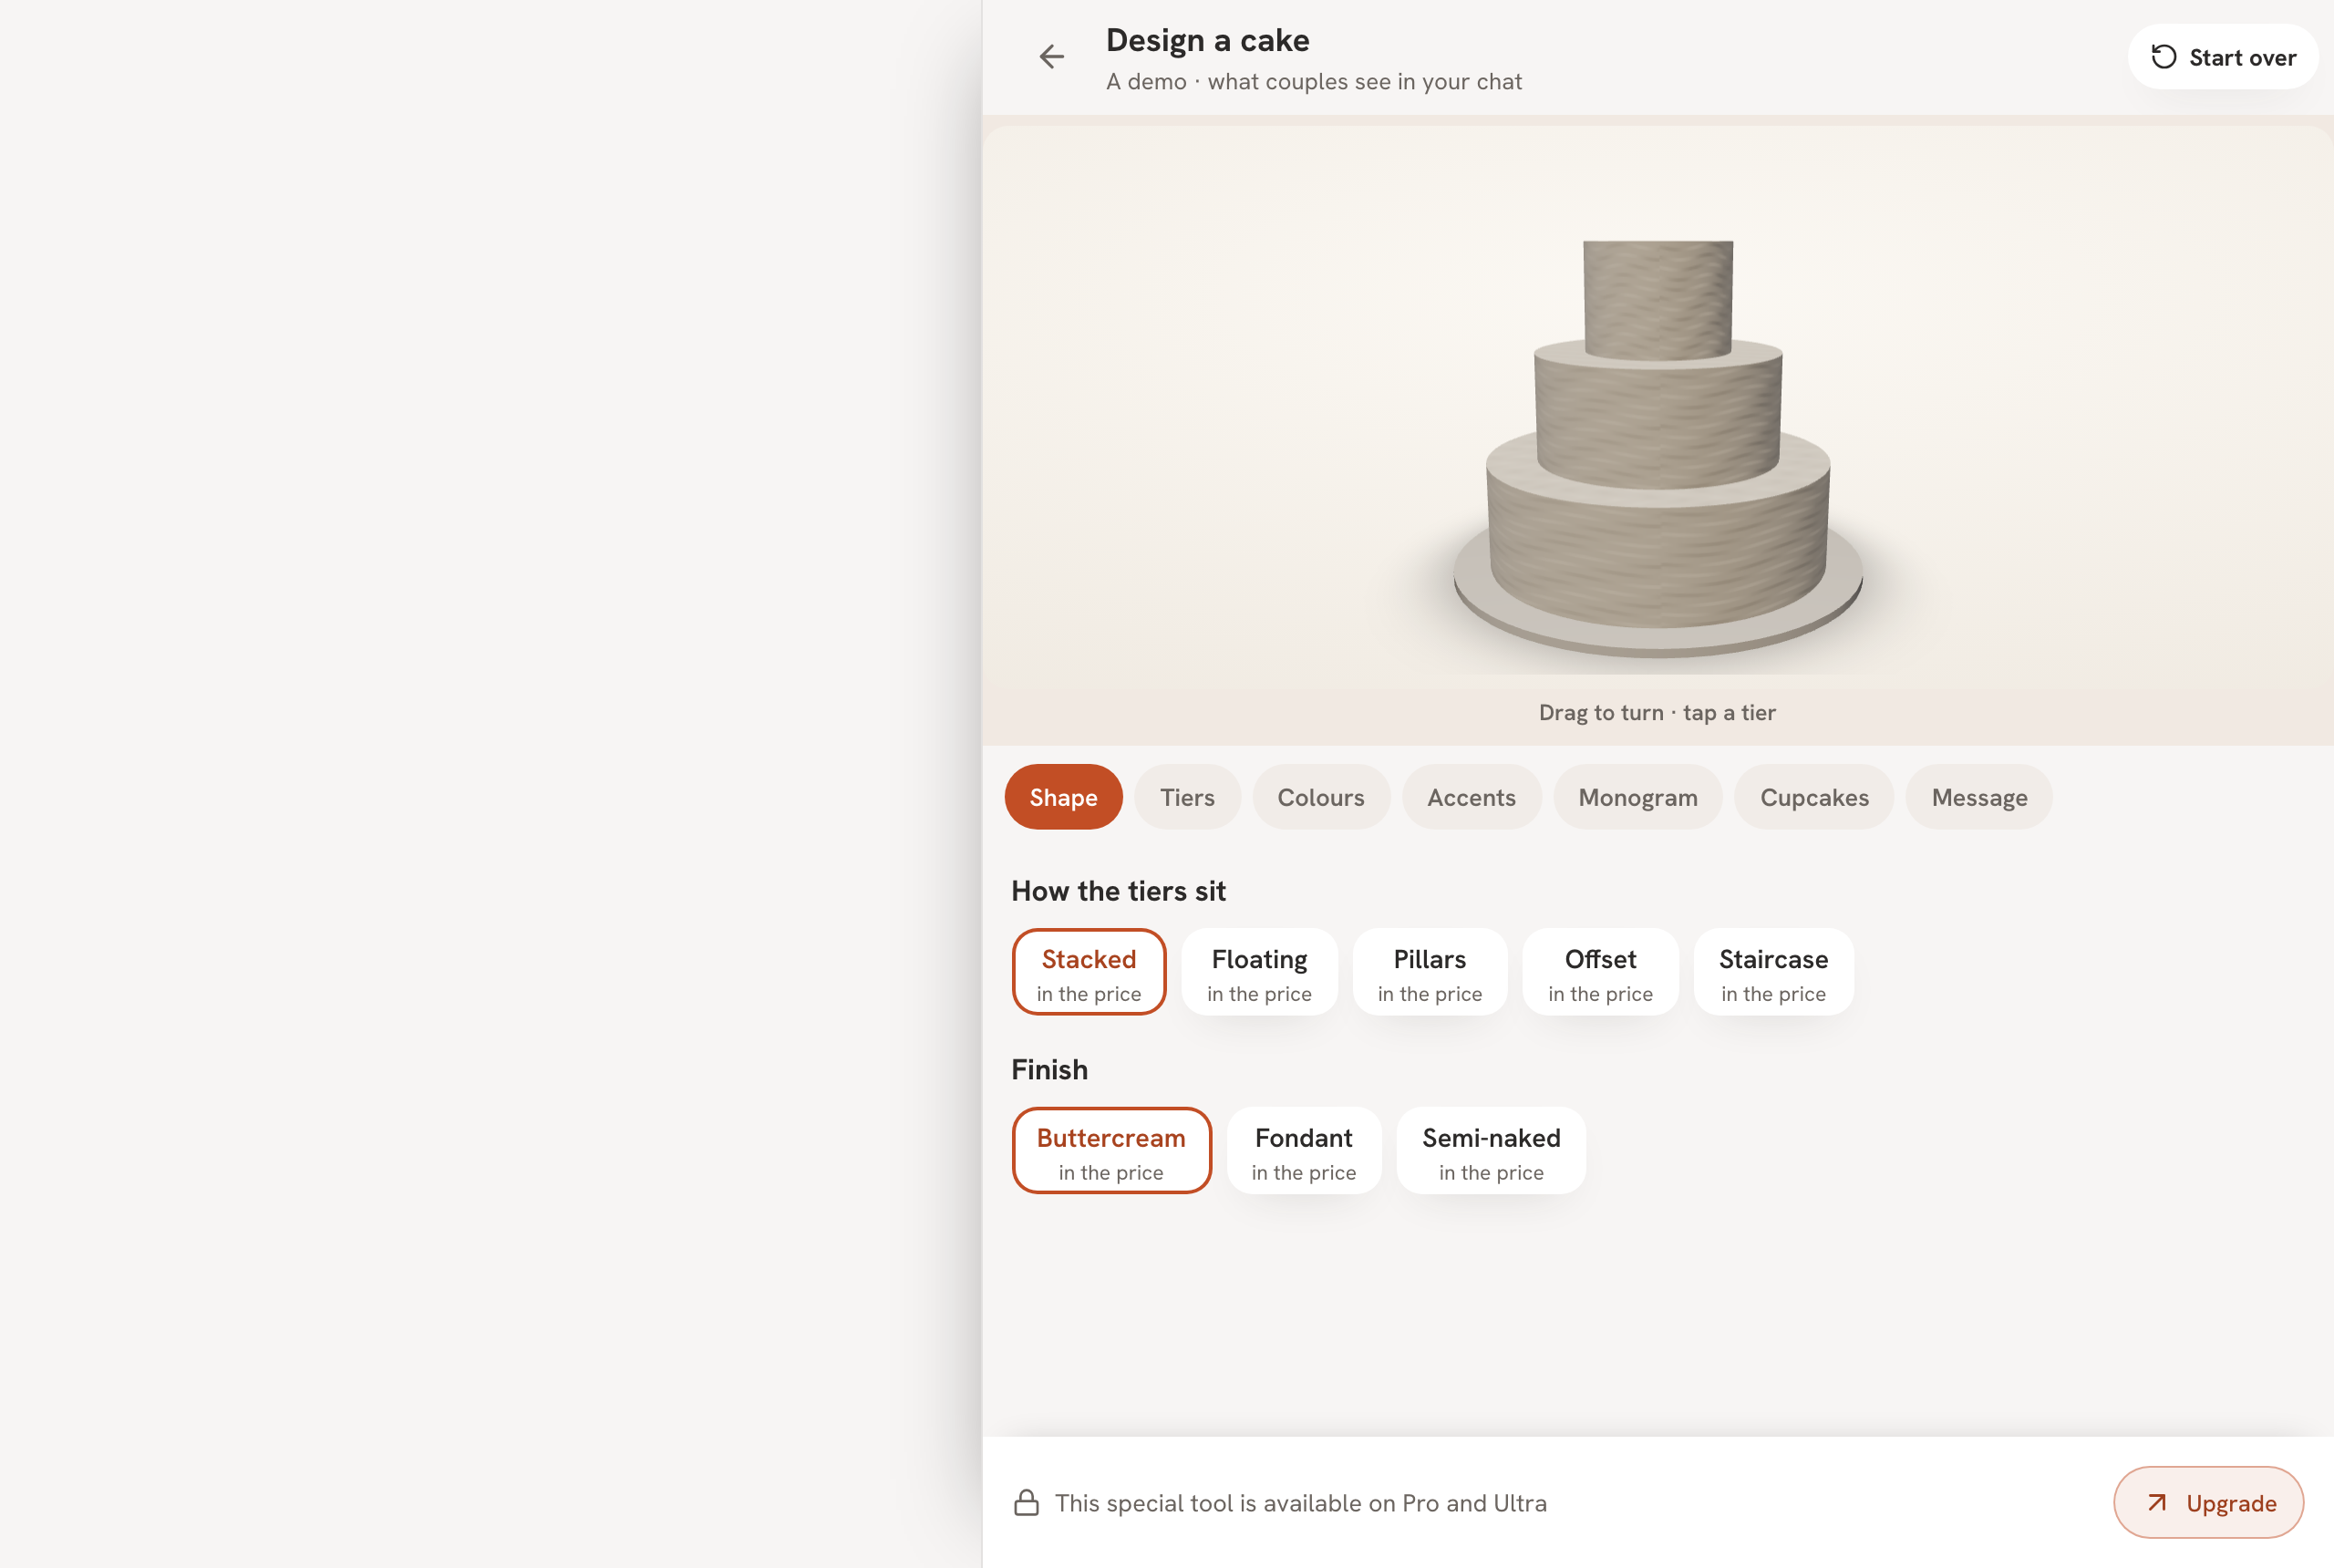 Design a cake
A demo · what couples see in your chat
Start over
Drag to turn · tap a tier
Shape
Tiers
Colours
Accents
Monogram
Cupcakes
Message
How the tiers sit
Stacked
in the price
Floating
in the price
Pillars
in the price
Offset
in the price
Staircase
in the price
Finish
Buttercream
in the price
Fondant
in the price
Semi-naked
in the price
This special tool is available on Pro and Ultra
Upgrade